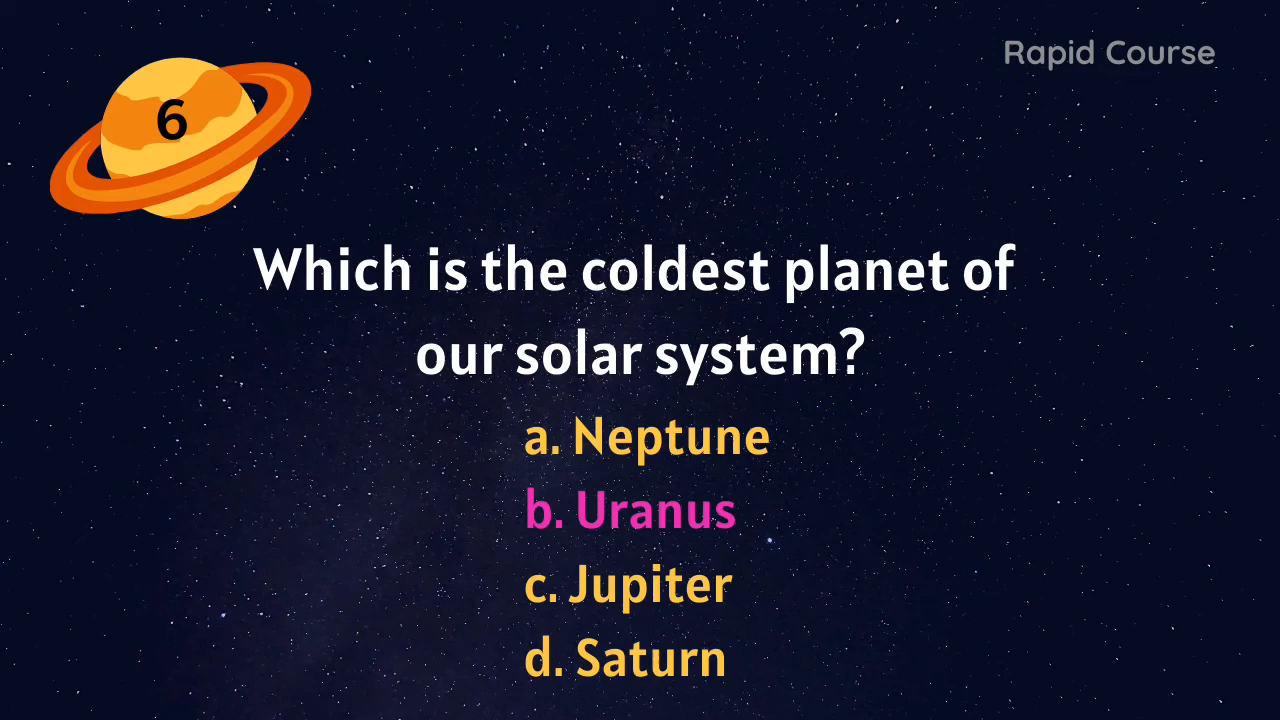 Rapid Course
6
Which is the coldest planet of
our solar system?
a. Neptune
b. Uranus
c. Jupiter
d. Saturn